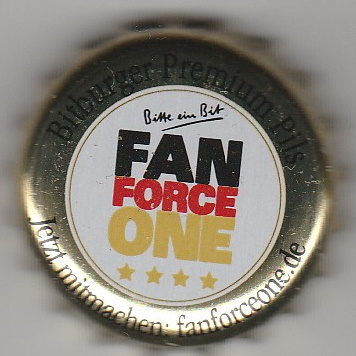 Bitburger Premium Pils
Bitte ein Bit
FAN
FORCE
ONE
Jetzt mitmachen: fanforceone.de